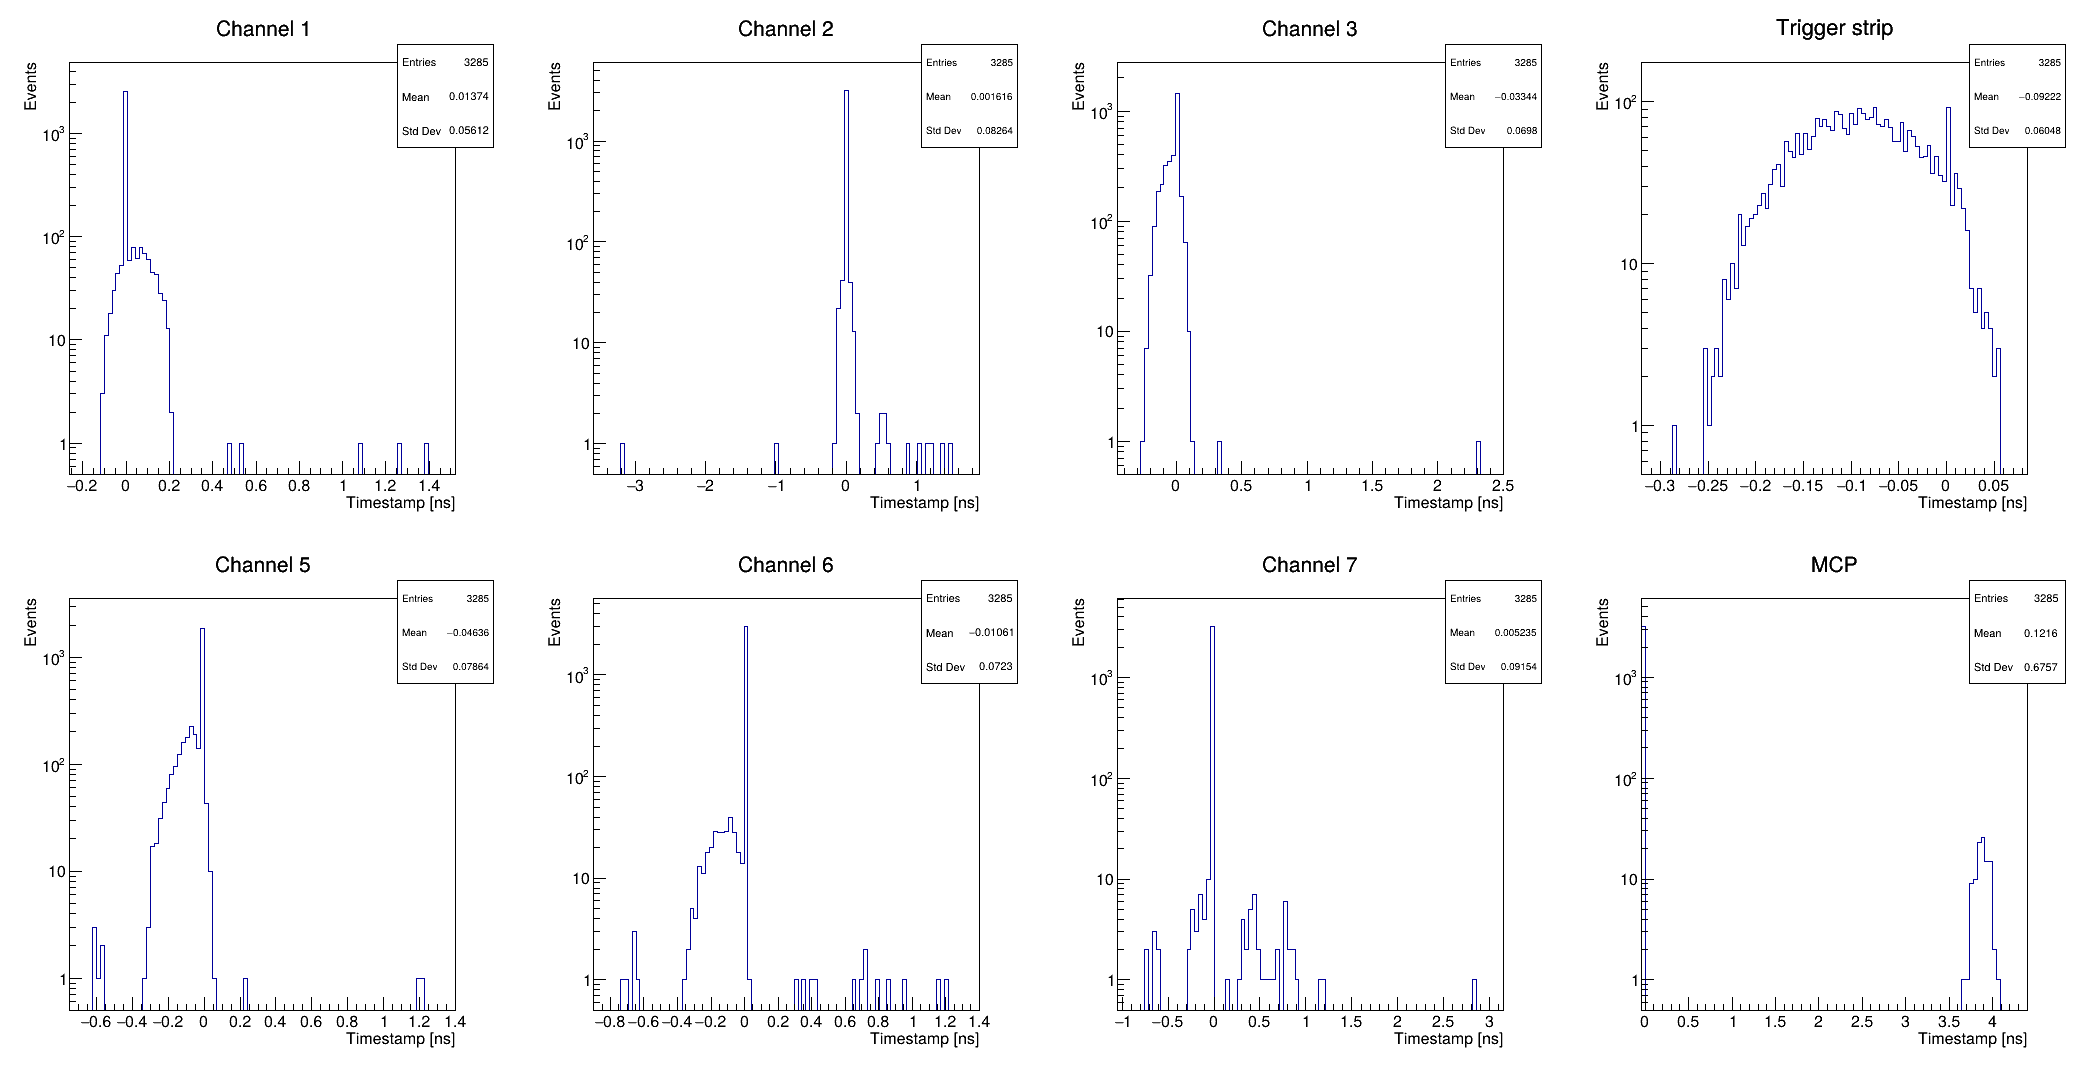 Channel 1
Events
Entries 3285
Mean 0.01374
Std Dev 0.05612
10³
10²
10
1
−0.2 0 0.2 0.4 0.6 0.8 1 1.2 1.4
Timestamp [ns]
Channel 2
Events
Entries 3285
Mean 0.001616
Std Dev 0.08264
10³
10²
10
1
−3 −2 −1 0 1
Timestamp [ns]
Channel 3
Events
Entries 3285
Mean −0.03344
Std Dev 0.0698
10³
10²
10
1
0 0.5 1 1.5 2 2.5
Timestamp [ns]
Trigger strip
Events
Entries 3285
Mean −0.09222
Std Dev 0.06048
10²
10
1
−0.3 −0.25 −0.2 −0.15 −0.1 −0.05 0 0.05
Timestamp [ns]
Channel 5
Events
Entries 3285
Mean −0.04636
Std Dev 0.07864
10³
10²
10
1
−0.6 −0.4 −0.2 0 0.2 0.4 0.6 0.8 1 1.2 1.4
Timestamp [ns]
Channel 6
Events
Entries 3285
Mean −0.01061
Std Dev 0.0723
10³
10²
10
1
−0.8 −0.6 −0.4 −0.2 0 0.2 0.4 0.6 0.8 1 1.2 1.4
Timestamp [ns]
Channel 7
Events
Entries 3285
Mean 0.005235
Std Dev 0.09154
10³
10²
10
1
−1 −0.5 0 0.5 1 1.5 2 2.5 3
Timestamp [ns]
MCP
Events
Entries 3285
Mean 0.1216
Std Dev 0.6757
10³
10²
10
1
0 0.5 1 1.5 2 2.5 3 3.5 4
Timestamp [ns]